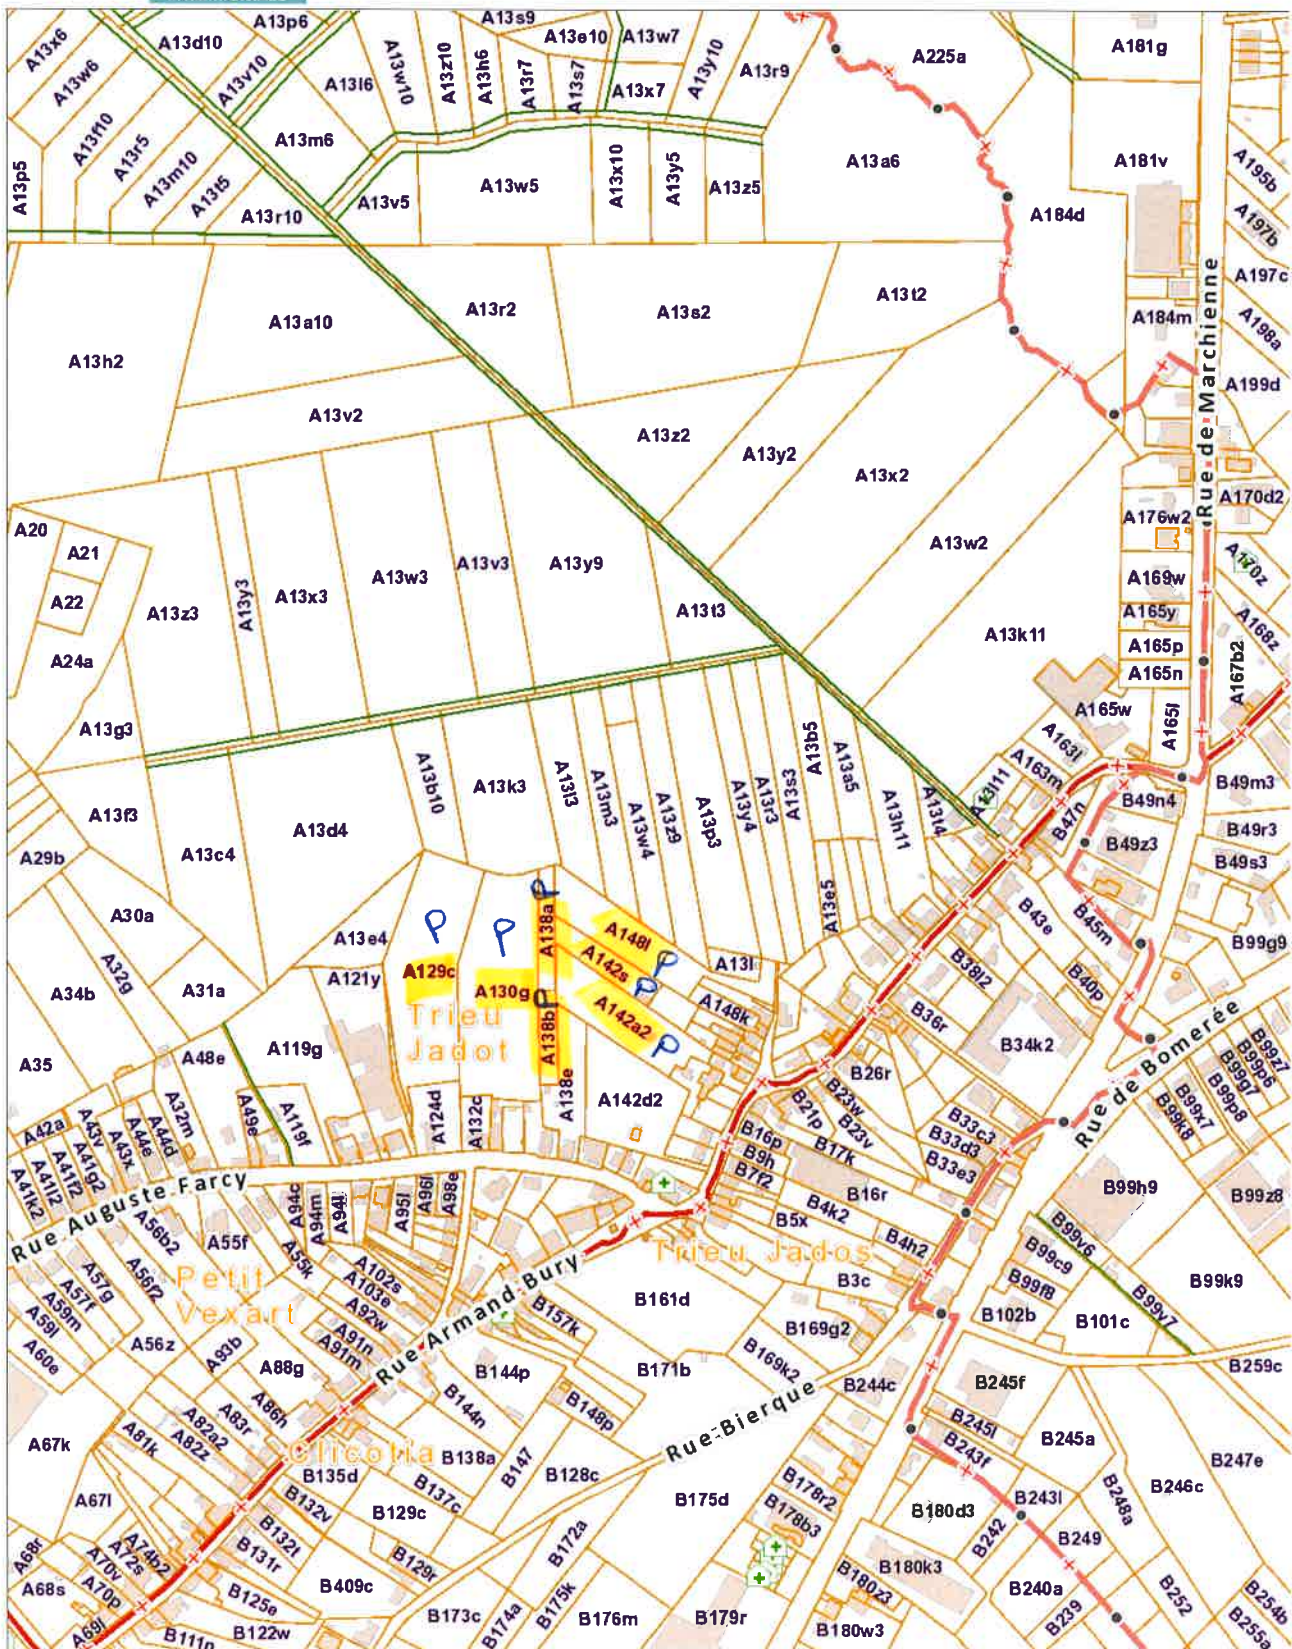 A13x6
A13d10
A13p6
A13s9
A13e10
A13w7
A225a
A181g
A13w6
A13v10
A13l6
A13w10
A13z10
A13h6
A13r7
A13s7
A13x7
A13y10
A13r9
A13f10
A13r5
A13m10
A13t5
A13p5
A13r10
A13m6
A13v5
A13w5
A13x10
A13y5
A13z5
A13a6
A181v
A195b
A184d
A197b
A197c
A13h2
A13a10
A13r2
A13s2
A13t2
A184m
A198a
Rue de Marchienne
A199d
A13v2
A13z2
A13y2
A13x2
A13w2
A176w2
A170d2
A20
A21
A22
A24a
A13z3
A13y3
A13x3
A13w3
A13v3
A13y9
A13t3
A13k11
A169w
A170z
A165y
A168z
A165p
A165n
A167b2
A165w
A165l
A13g3
A13f3
A13c4
A13d4
A13b10
A13k3
A13l3
A13m3
A13w4
A13z9
A13p3
A13y4
A13r3
A13s3
A13b5
A13a5
A13h11
A13t4
A13l11
A163l
A163m
B47n
B49n4
B49m3
B49z3
B49r3
B49s3
A29b
A30a
A32g
A34b
A31a
A35
A13e4
A121y
P
A129c
P
A130g
P
A138a
A148l
P
A142s
P
A142a2
P
P
A138b
A138e
A13l
A148k
A13e5
B43e
B45m
B38l2
B40p
B36r
B34k2
B99g9
Trieu
Jadot
A48e
A119g
A124d
A132c
A142d2
B26r
B23w
B21p
B23v
B17k
B16p
B9h
B7f2
B16r
B4k2
B5x
B4h2
B33c3
B33d3
B33e3
Rue de Bomerée
B99z7
B99p6
B99g7
B99p8
B99x7
B99k8
A42a
A43v
A43x
A44e
A44d
A32m
A49e
A119f
A41g2
A41f2
A41l2
A41k2
Rue Auguste Farcy
A94c
A94m
A94l
A95l
A96l
A98e
A56b2
A55f
A55k
A102s
A103e
A92w
A91n
A91m
Petit
Vexart
A56f2
A57g
A57f
A59m
A59l
A60e
A56z
A93b
A88g
A86h
A83r
A82a2
A82z
A81k
Rue Armand Bury
Trieu Jados
B157k
B161d
B3c
B169g2
B99h9
B99z8
B99v6
B99c9
B99f8
B102b
B101c
B99v7
B99k9
B259c
B144p
B171b
B169k2
B244c
B245f
B144n
B148p
B147
Rue Bierque
B245l
B243f
B245a
B247e
B246c
B248a
Clicotia
B138a
B135d
B137c
B128c
B132v
B129c
B175d
B178r2
B178b3
B180d3
B243l
B242
B249
A67k
A67l
A68r
A68s
A74b2
A72s
A70v
A70p
A69l
B132t
B131r
B129r
B125e
B122w
B111n
B409c
B173c
B172a
B174a
B175k
B176m
B179r
B180k3
B180z3
B180w3
B240a
B239
B252
B254b
B255a